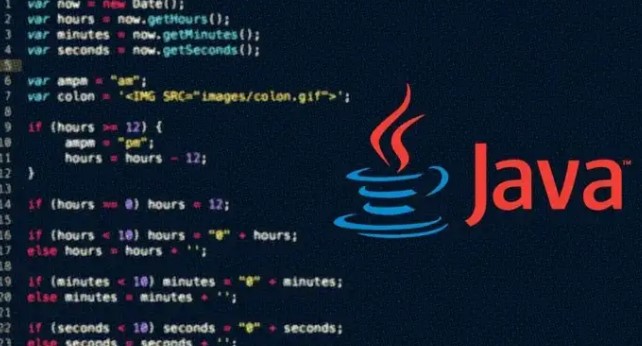 1 var now = new Date();
2 var hours = now.getHours();
3 var minutes = now.getMinutes();
4 var seconds = now.getSeconds();
5
6 var ampm = "am";
7 var colon = '<IMG SRC="images/colon.gif">';
8
9 if (hours >= 12) {
10 ampm = "pm";
11 hours = hours - 12;
12 }
13
14 if (hours == 0) hours = 12;
15
16 if (hours < 10) hours = "0" + hours;
17 else hours = hours + '';
18
19 if (minutes < 10) minutes = "0" + minutes;
20 else minutes = minutes + '';
21
22 if (seconds < 10) seconds = "0" + seconds;
23 else seconds = seconds + '';
Java™